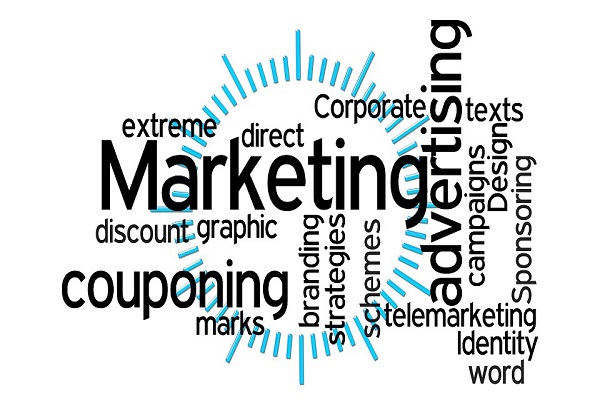 Corporate
texts
extreme
direct
Marketing
advertising
Design
campaigns
Sponsoring
discount
graphic
branding
strategies
schemes
couponing
marks
telemarketing
Identity
word